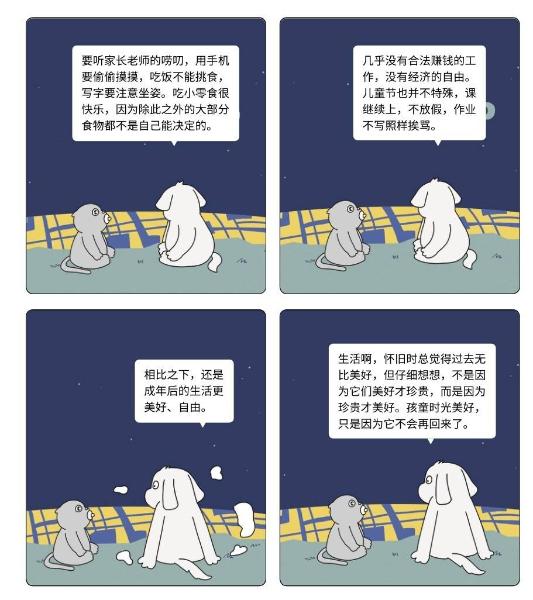 要听家长老师的唠叨，用手机
要偷偷摸摸，吃饭不能挑食，
写字要注意坐姿。吃小零食很
快乐，因为除此之外的大部分
食物都不是自己能决定的。
几乎没有合法赚钱的工
作，没有经济的自由。
儿童节也并不特殊，课
继续上，不放假，作业
不写照样挨骂。
相比之下，还是
成年后的生活更
美好、自由。
生活啊，怀旧时总觉得过去无
比美好，但仔细想想，不是因
为它们美好才珍贵，而是因为
珍贵才美好。孩童时光美好，
只是因为它不会再回来了。